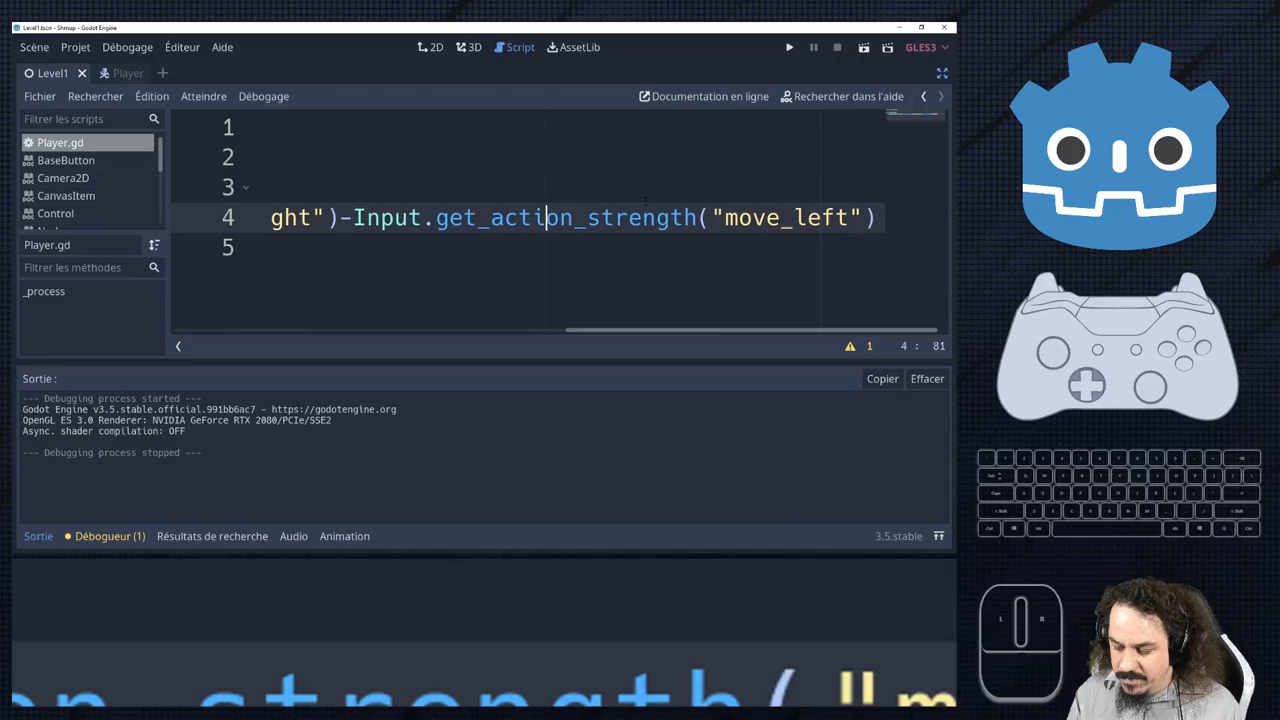 Level1.tscn - Shmup - Godot Engine
Scène Projet Débogage Éditeur Aide 2D 3D Script AssetLib GLES3
Level1 Player
Fichier Rechercher Édition Atteindre Débogage Documentation en ligne Rechercher dans l'aide
Filtrer les scripts
Player.gd
BaseButton
Camera2D
CanvasItem
Control
Player.gd
Filtrer les méthodes
_process
1
2
3
4 ght")-Input.get_action_strength("move_left")
5
1 4 : 81
Sortie : Copier Effacer
--- Debugging process started ---
Godot Engine v3.5.stable.official.991bb6ac7 - https://godotengine.org
OpenGL ES 3.0 Renderer: NVIDIA GeForce RTX 2080/PCIe/SSE2
Async. shader compilation: OFF
--- Debugging process stopped ---
Sortie Débogueur (1) Résultats de recherche Audio Animation 3.5.stable
on_strength("m
L R